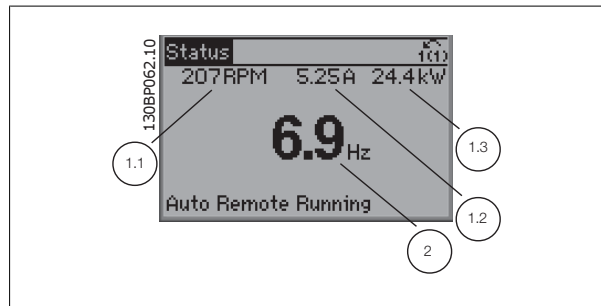 130BP062.10
Status
1(1)
207RPM 5.25A 24.4kW
6.9Hz
Auto Remote Running
1.1
1.3
1.2
2